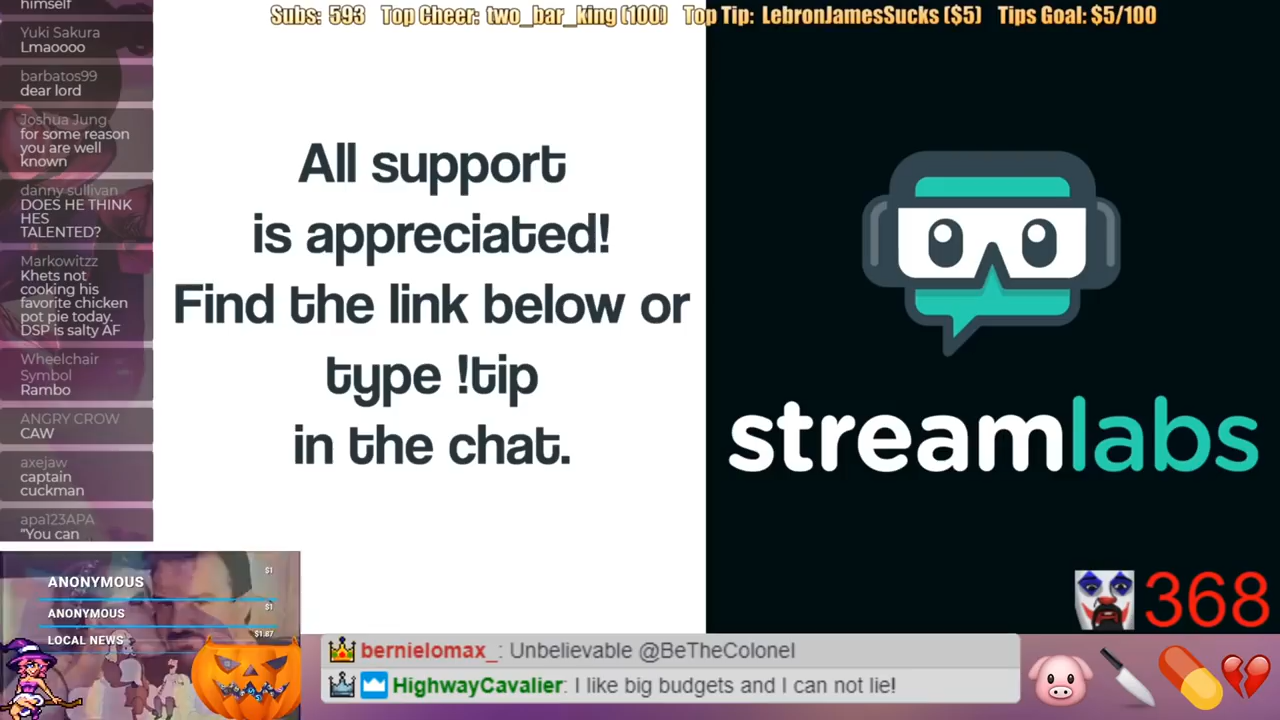 Subs: 593 Top Cheer: two_bar_king (100) Top Tip: LebronJamesSucks ($5) Tips Goal: $5/100
himself
Yuki Sakura
Lmaoooo
barbatos99
dear lord
Joshua Jung
for some reason
you are well
known
danny sullivan
DOES HE THINK
HES
TALENTED?
Markowitzz
Khets not
cooking his
favorite chicken
pot pie today.
DSP is salty AF
Wheelchair
Symbol
Rambo
ANGRY CROW
CAW
axejaw
captain
cuckman
apa123APA
"You can
All support
is appreciated!
Find the link below or
type !tip
in the chat.
streamlabs
368
ANONYMOUS $1
ANONYMOUS $1
LOCAL NEWS $1.87
bernielomax_: Unbelievable @BeTheColonel
HighwayCavalier: I like big budgets and I can not lie!